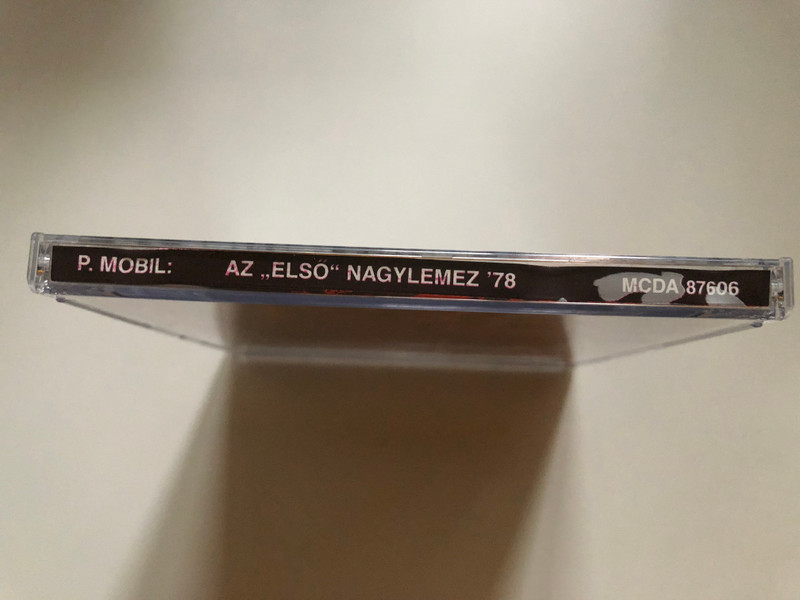 P. MOBIL: AZ „ELSŐ“ NAGYLEMEZ '78 MCDA 87606